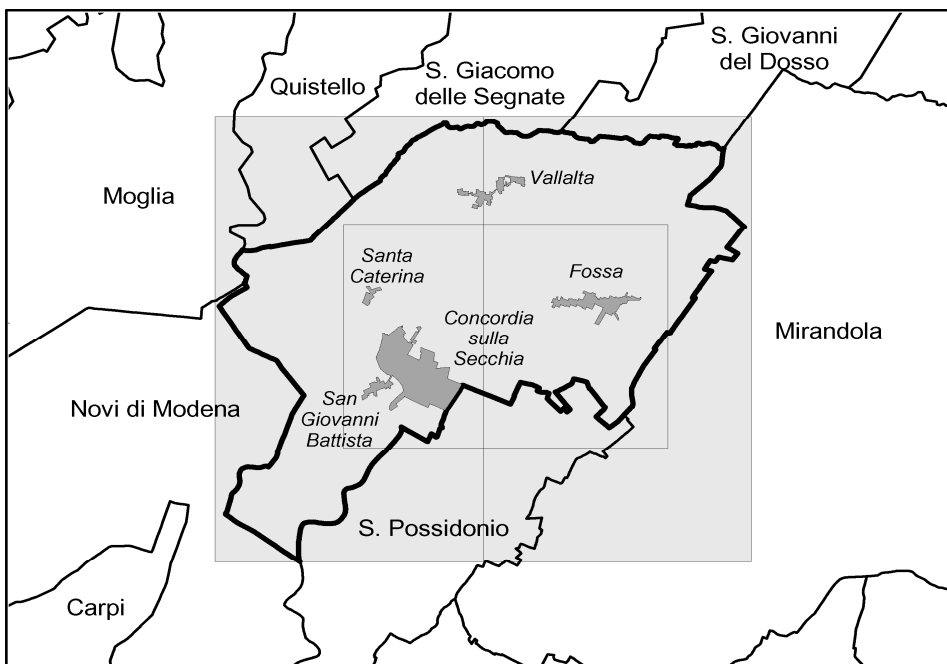 S. Giovanni
del Dosso
S. Giacomo
delle Segnate
Quistello
Vallalta
Moglia
Santa
Caterina
Fossa
Concordia
sulla
Secchia
Mirandola
San
Giovanni
Battista
Novi di Modena
S. Possidonio
Carpi